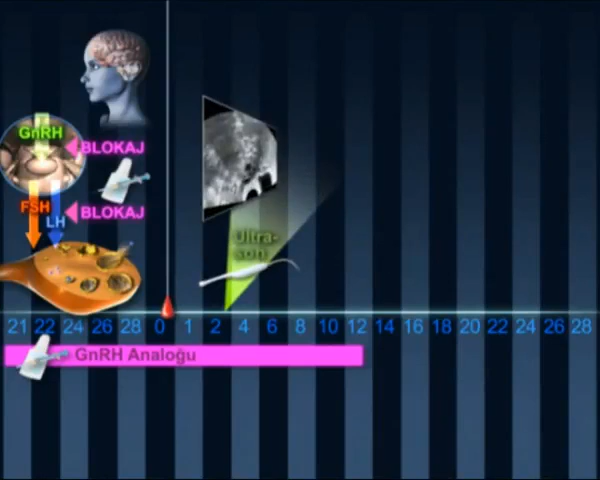 GnRH
BLOKAJ
FSH
BLOKAJ
LH
Ultra-
son
21 22 24 26 28 0 1 2 4 6 8 10 12 14 16 18 20 22 24 26 28
GnRH Analoğu